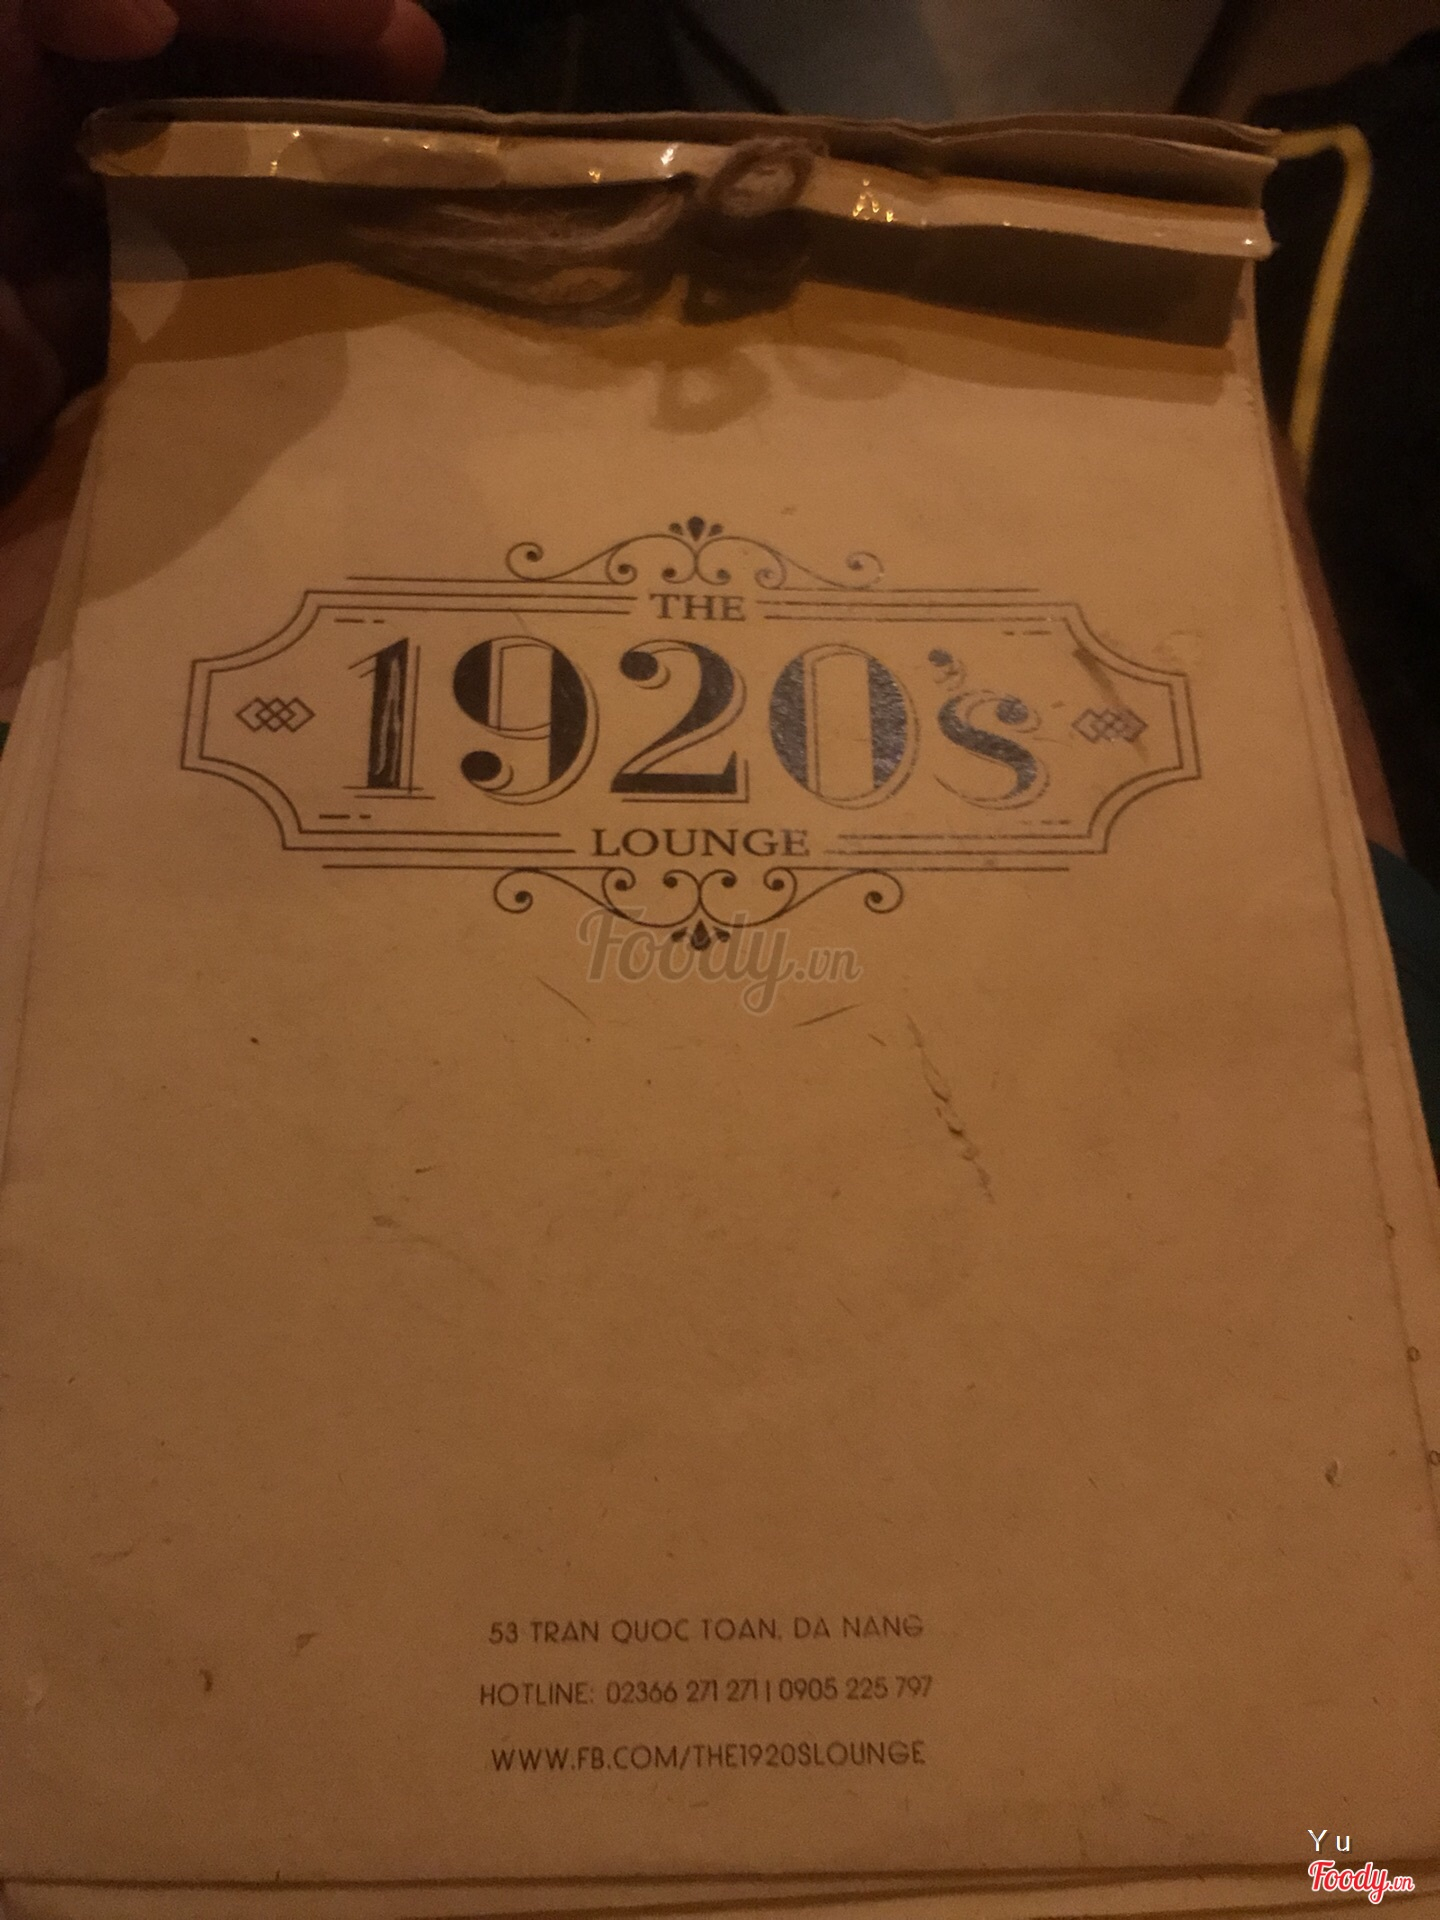 THE
1920's
LOUNGE
Foody.vn
53 TRAN QUOC TOAN, DA NANG
HOTLINE: 02366 271 271 | 0905 225 797
WWW.FB.COM/THE1920SLOUNGE
Y u
Foody.vn